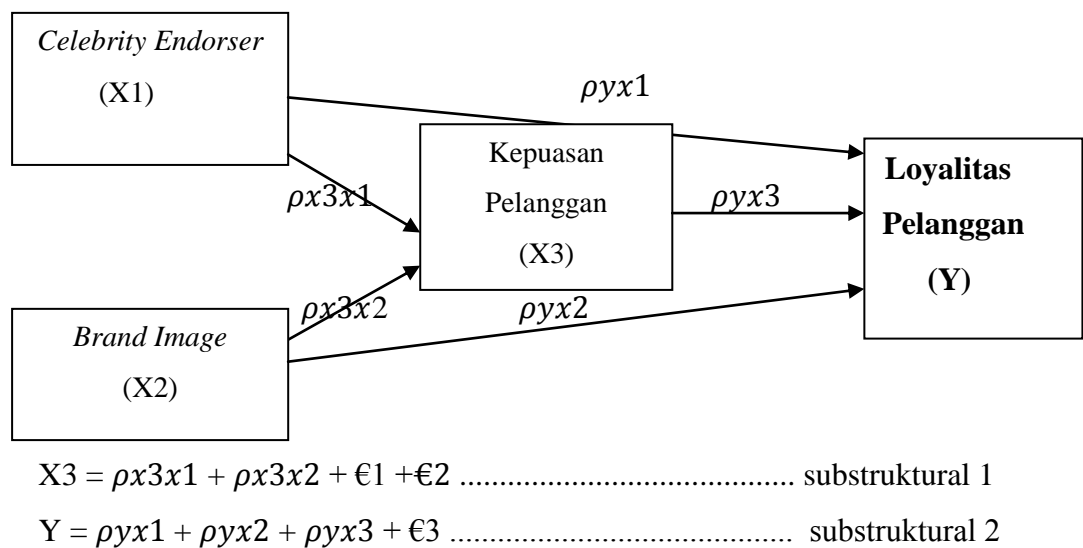 Celebrity Endorser
(X1)
ρyx1
Kepuasan
Pelanggan
(X3)
Loyalitas
Pelanggan
(Y)
ρx3x1
ρyx3
ρx3x2
ρyx2
Brand Image
(X2)
X3 = ρx3x1 + ρx3x2 + €1 +€2 ........................................ substruktural 1
Y = ρyx1 + ρyx2 + ρyx3 + €3 ......................................... substruktural 2